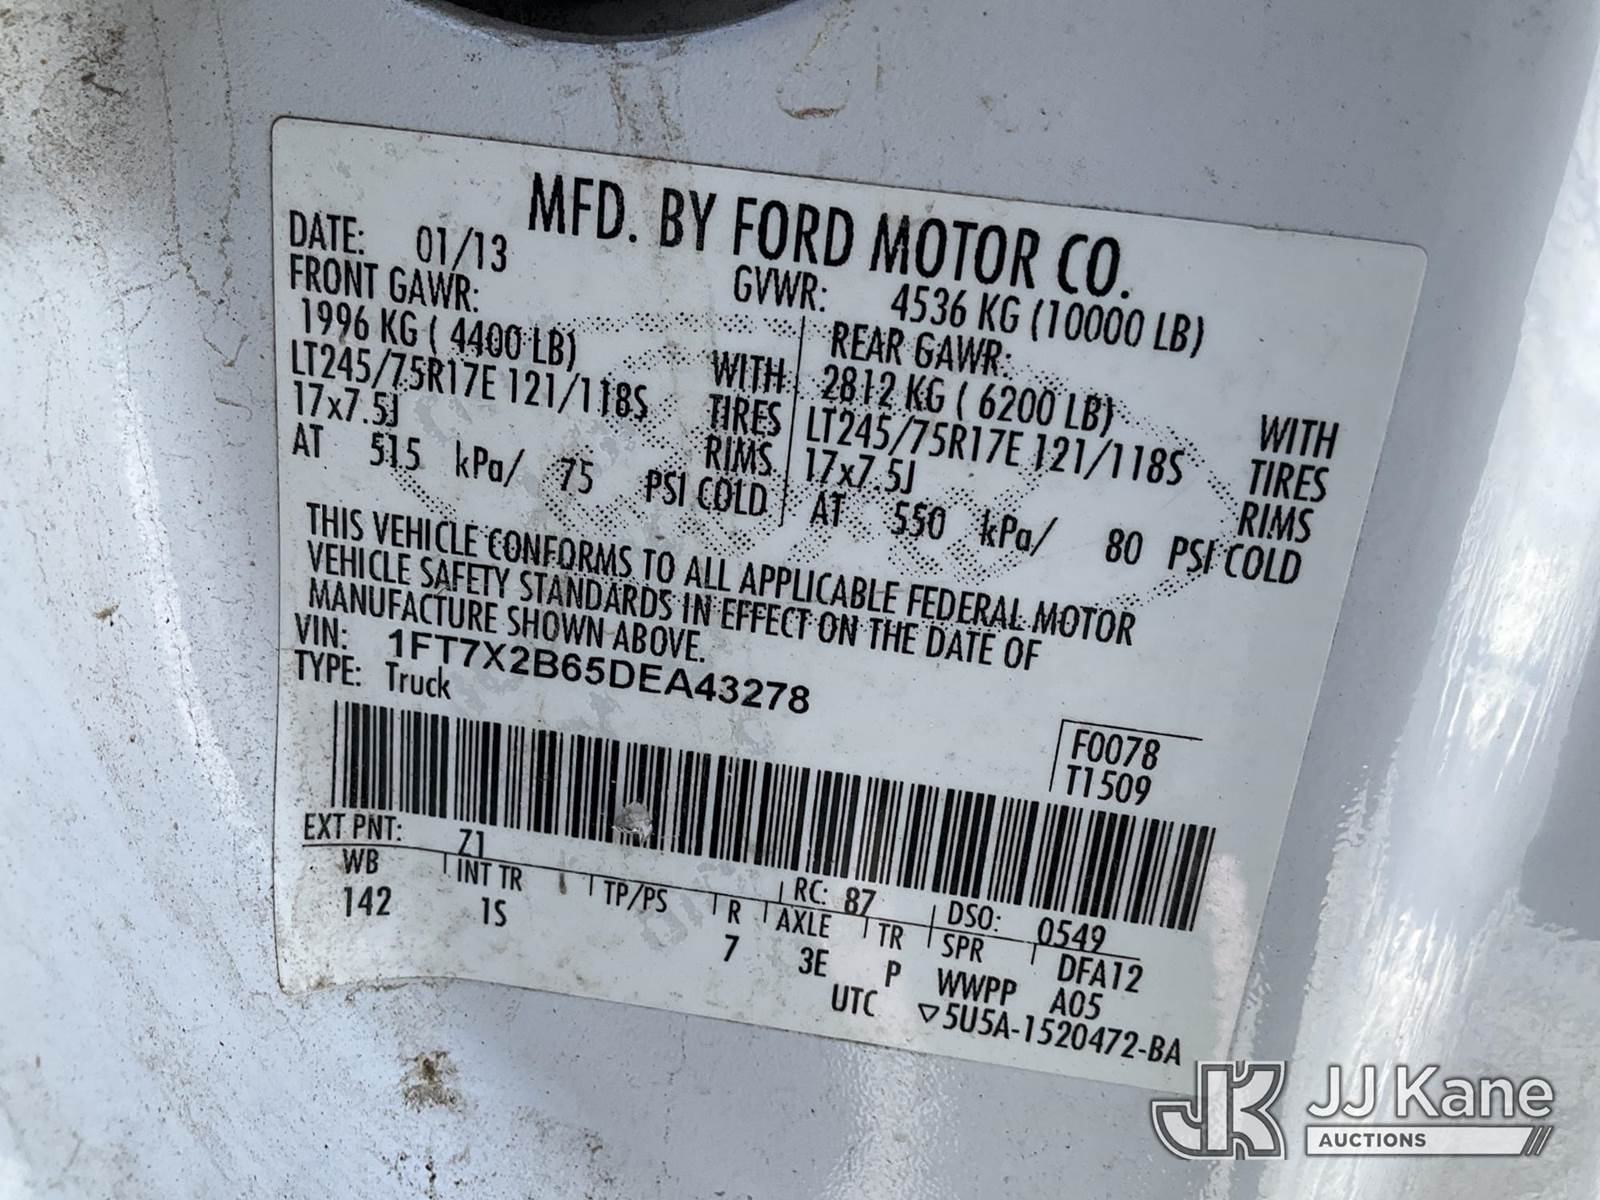 MFD. BY FORD MOTOR CO.
DATE: 01/13 GVWR: 4536 KG (10000 LB)
FRONT GAWR: REAR GAWR:
1996 KG ( 4400 LB) WITH 2812 KG ( 6200 LB) WITH
LT245/75R17E 121/118S TIRES LT245/75R17E 121/118S TIRES
17x7.5J RIMS 17x7.5J RIMS
AT 515 kPa/ 75 PSI COLD AT 550 kPa/ 80 PSI COLD
THIS VEHICLE CONFORMS TO ALL APPLICABLE FEDERAL MOTOR
VEHICLE SAFETY STANDARDS IN EFFECT ON THE DATE OF
MANUFACTURE SHOWN ABOVE.
VIN: 1FT7X2B65DEA43278
TYPE: Truck
F0078
T1509
EXT PNT: Z1 RC: 87 DSO: 0549
WB INT TR TP/PS R AXLE TR SPR DFA12
142 1S 7 3E P WWPP A05
UTC ▽5U5A-1520472-BA
JK JJ Kane
AUCTIONS